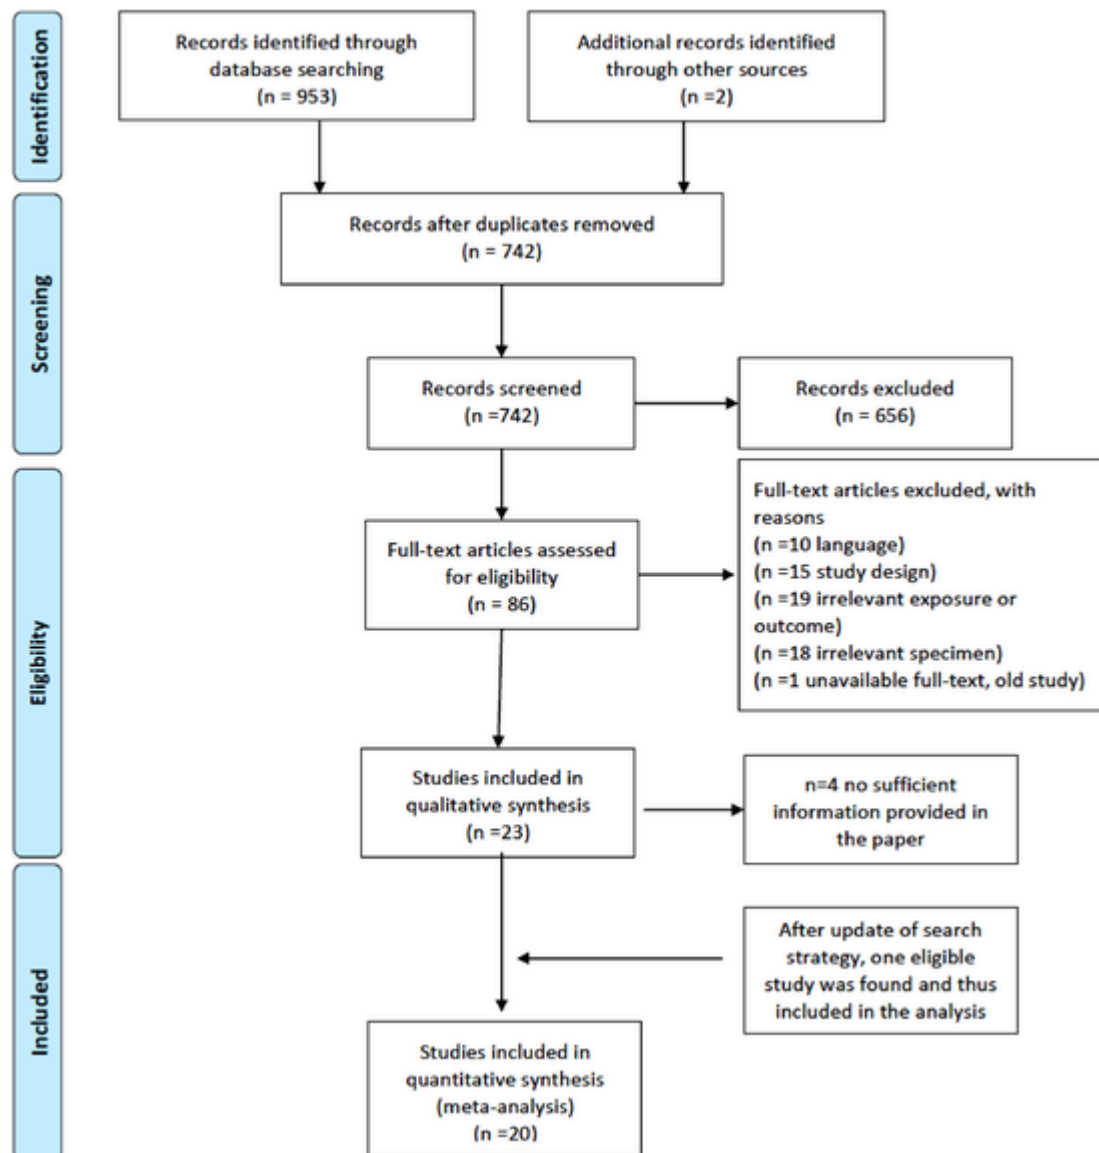 Identification
Records identified through
database searching
(n = 953)
Additional records identified
through other sources
(n =2)
Screening
Records after duplicates removed
(n = 742)
Records screened
(n =742)
Records excluded
(n = 656)
Eligibility
Full-text articles assessed
for eligibility
(n = 86)
Full-text articles excluded, with
reasons
(n =10 language)
(n =15 study design)
(n =19 irrelevant exposure or
outcome)
(n =18 irrelevant specimen)
(n =1 unavailable full-text, old study)
Studies included in
qualitative synthesis
(n =23)
n=4 no sufficient
information provided in
the paper
Included
After update of search
strategy, one eligible
study was found and thus
included in the analysis
Studies included in
quantitative synthesis
(meta-analysis)
(n =20)